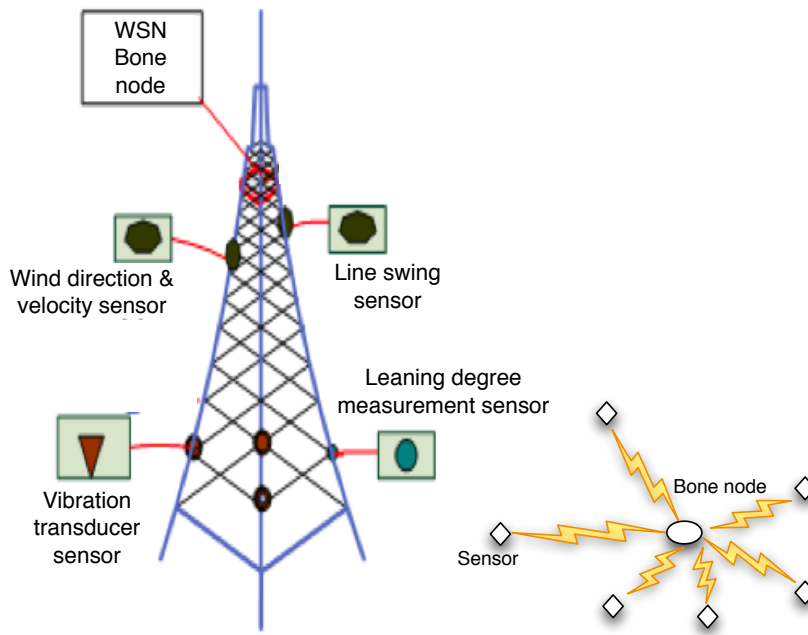 WSN
Bone
node
Wind direction &
velocity sensor
Line swing
sensor
Leaning degree
measurement sensor
Vibration
transducer
sensor
Bone node
Sensor